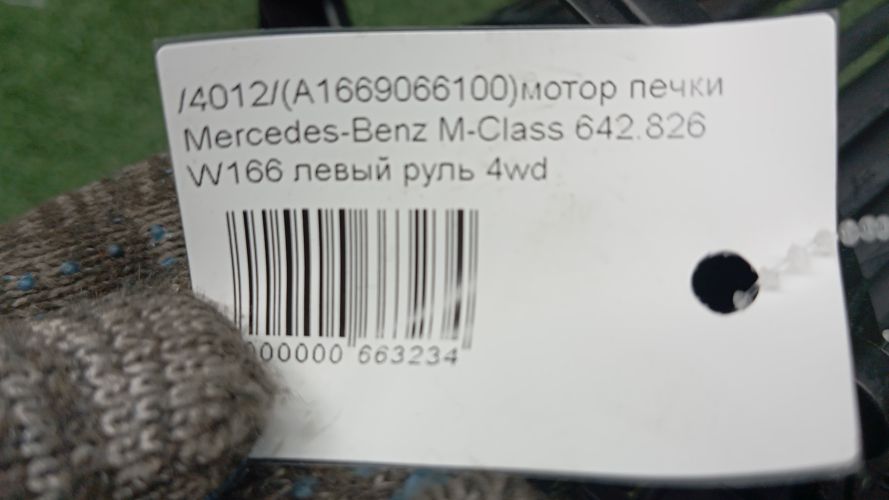 /4012/(A1669066100)мотор печки
Mercedes-Benz M-Class 642.826
W166 левый руль 4wd
000000 663234